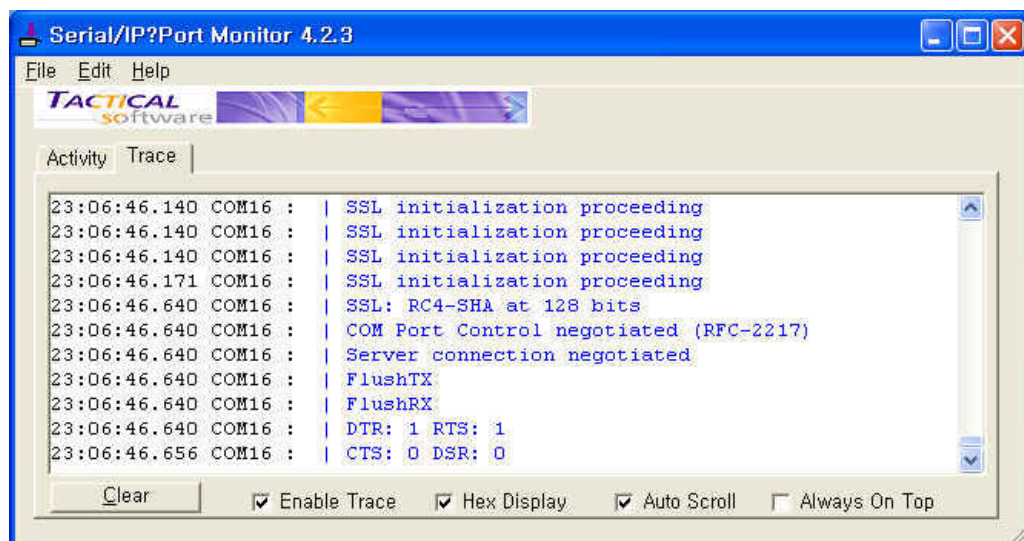 Serial/IP?Port Monitor 4.2.3
File Edit Help
TACTICAL
software
Activity Trace
23:06:46.140 COM16 : | SSL initialization proceeding
23:06:46.140 COM16 : | SSL initialization proceeding
23:06:46.140 COM16 : | SSL initialization proceeding
23:06:46.171 COM16 : | SSL initialization proceeding
23:06:46.640 COM16 : | SSL: RC4-SHA at 128 bits
23:06:46.640 COM16 : | COM Port Control negotiated (RFC-2217)
23:06:46.640 COM16 : | Server connection negotiated
23:06:46.640 COM16 : | FlushTX
23:06:46.640 COM16 : | FlushRX
23:06:46.640 COM16 : | DTR: 1 RTS: 1
23:06:46.656 COM16 : | CTS: 0 DSR: 0
Clear Enable Trace Hex Display Auto Scroll Always On Top